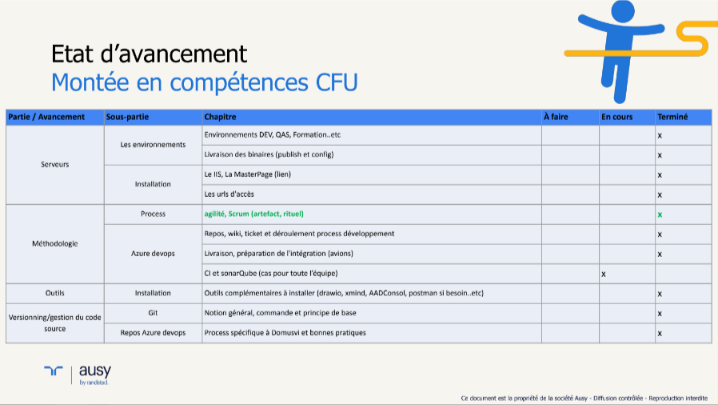 Etat d’avancement
Montée en compétences CFU
Partie / Avancement Sous-partie Chapitre À faire En cours Terminé
Serveurs Les environnements Environnements DEV, QAS, Formation..etc x
Livraison des binaires (publish et config) x
Installation Le IIS, La MasterPage (lien) x
Les urls d'accès x
Méthodologie Process agilité, Scrum (artefact, rituel) x
Azure devops Repos, wiki, ticket et déroulement process développement x
Livraison, préparation de l'intégration (avions) x
CI et sonarQube (cas pour toute l'équipe) x
Outils Installation Outils complémentaires à installer (drawio, xmind, AADConsol, postman si besoin..etc) x
Versionning/gestion du code source Git Notion général, commande et principe de base x
Repos Azure devops Process spécifique à Domusvi et bonnes pratiques x
ausy
by randstad.
Ce document est la propriété de la société Ausy - Diffusion contrôlée - Reproduction interdite